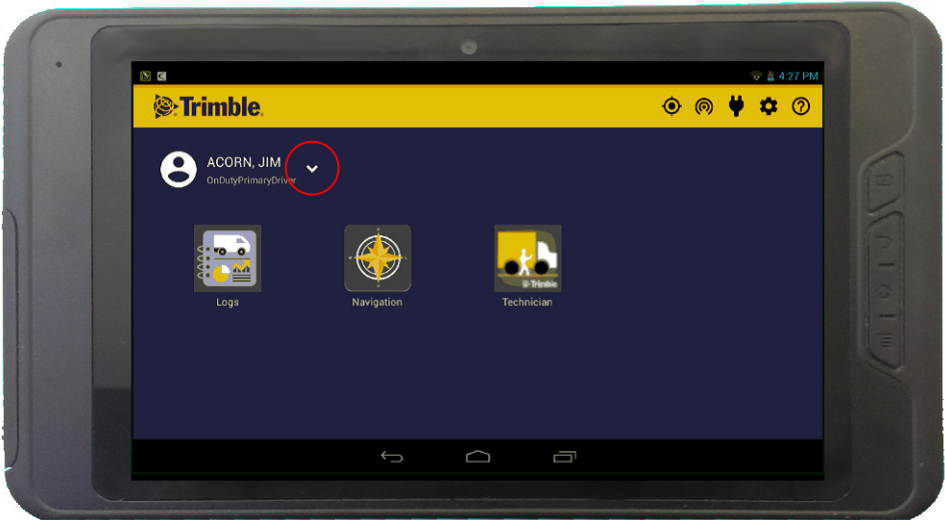 4:27 PM
Trimble.
ACORN, JIM
OnDutyPrimaryDriver
Trimble
Logs
Navigation
Technician